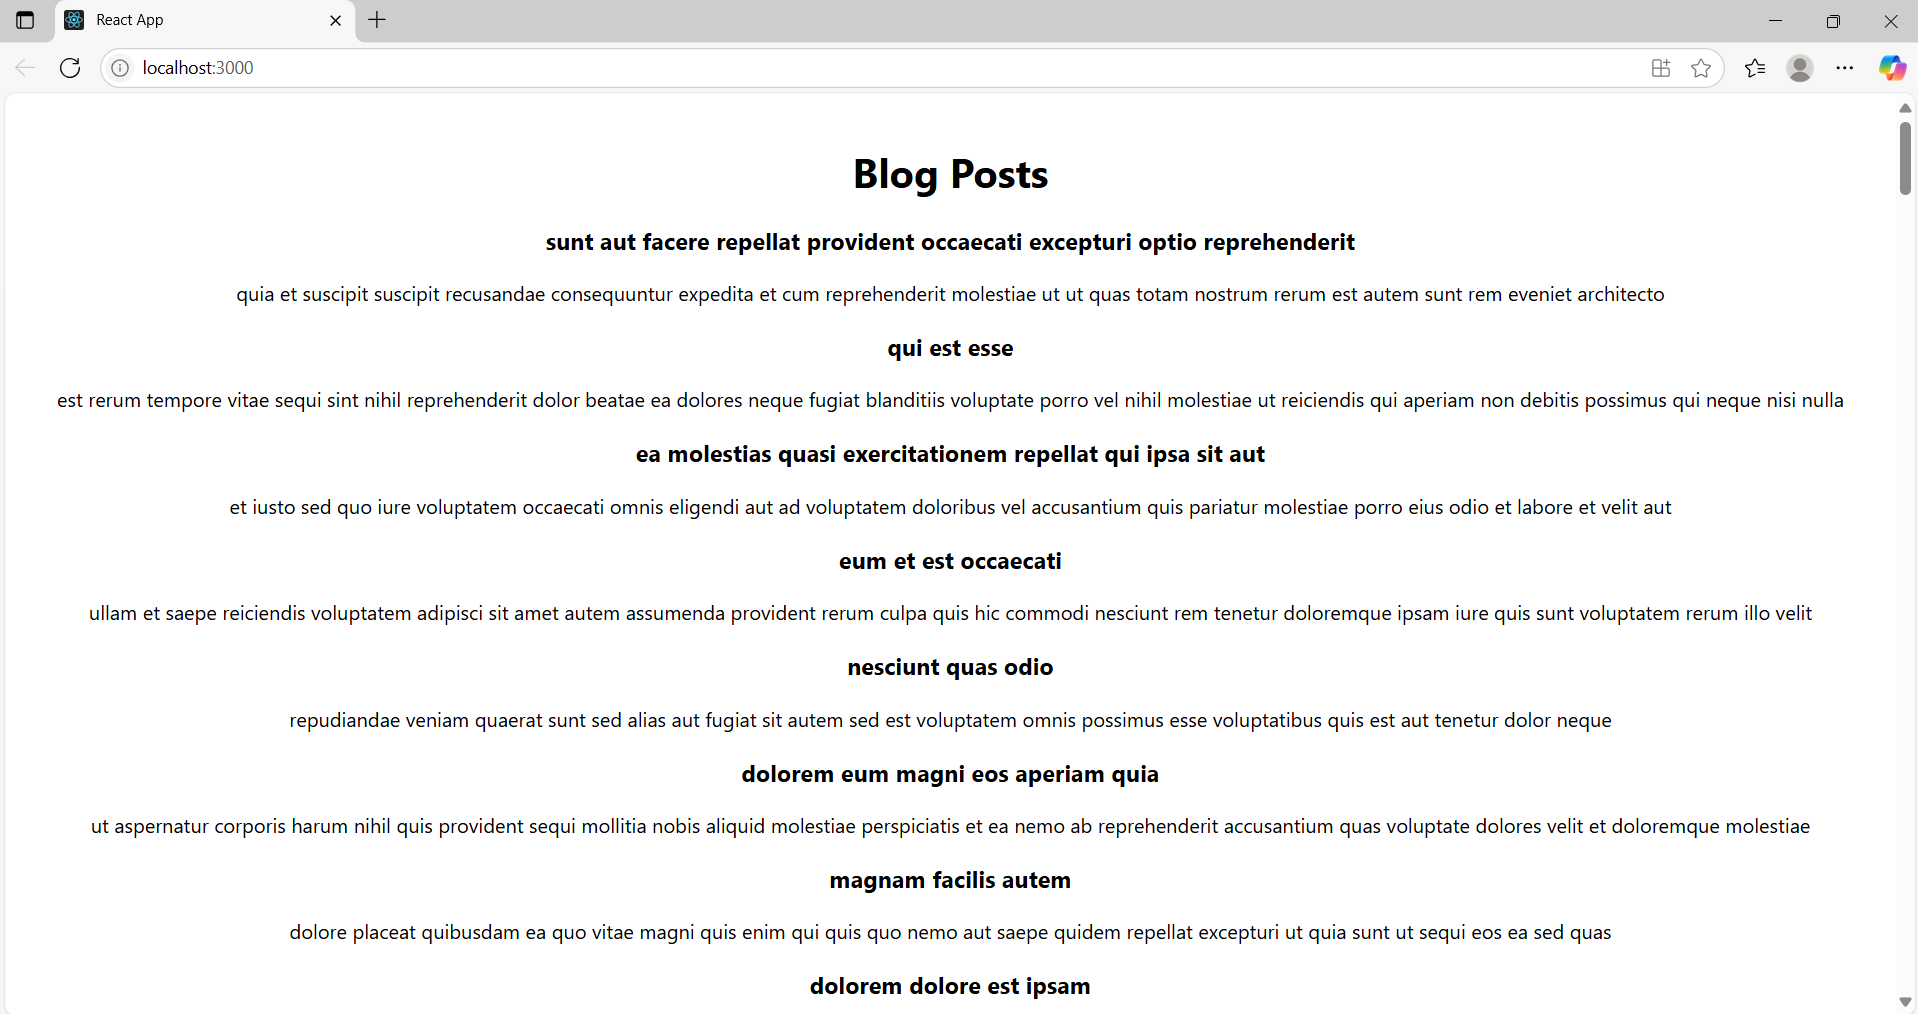 React App
localhost:3000
Blog Posts
sunt aut facere repellat provident occaecati excepturi optio reprehenderit
quia et suscipit suscipit recusandae consequuntur expedita et cum reprehenderit molestiae ut ut quas totam nostrum rerum est autem sunt rem eveniet architecto
qui est esse
est rerum tempore vitae sequi sint nihil reprehenderit dolor beatae ea dolores neque fugiat blanditiis voluptate porro vel nihil molestiae ut reiciendis qui aperiam non debitis possimus qui neque nisi nulla
ea molestias quasi exercitationem repellat qui ipsa sit aut
et iusto sed quo iure voluptatem occaecati omnis eligendi aut ad voluptatem doloribus vel accusantium quis pariatur molestiae porro eius odio et labore et velit aut
eum et est occaecati
ullam et saepe reiciendis voluptatem adipisci sit amet autem assumenda provident rerum culpa quis hic commodi nesciunt rem tenetur doloremque ipsam iure quis sunt voluptatem rerum illo velit
nesciunt quas odio
repudiandae veniam quaerat sunt sed alias aut fugiat sit autem sed est voluptatem omnis possimus esse voluptatibus quis est aut tenetur dolor neque
dolorem eum magni eos aperiam quia
ut aspernatur corporis harum nihil quis provident sequi mollitia nobis aliquid molestiae perspiciatis et ea nemo ab reprehenderit accusantium quas voluptate dolores velit et doloremque molestiae
magnam facilis autem
dolore placeat quibusdam ea quo vitae magni quis enim qui quis quo nemo aut saepe quidem repellat excepturi ut quia sunt ut sequi eos ea sed quas
dolorem dolore est ipsam